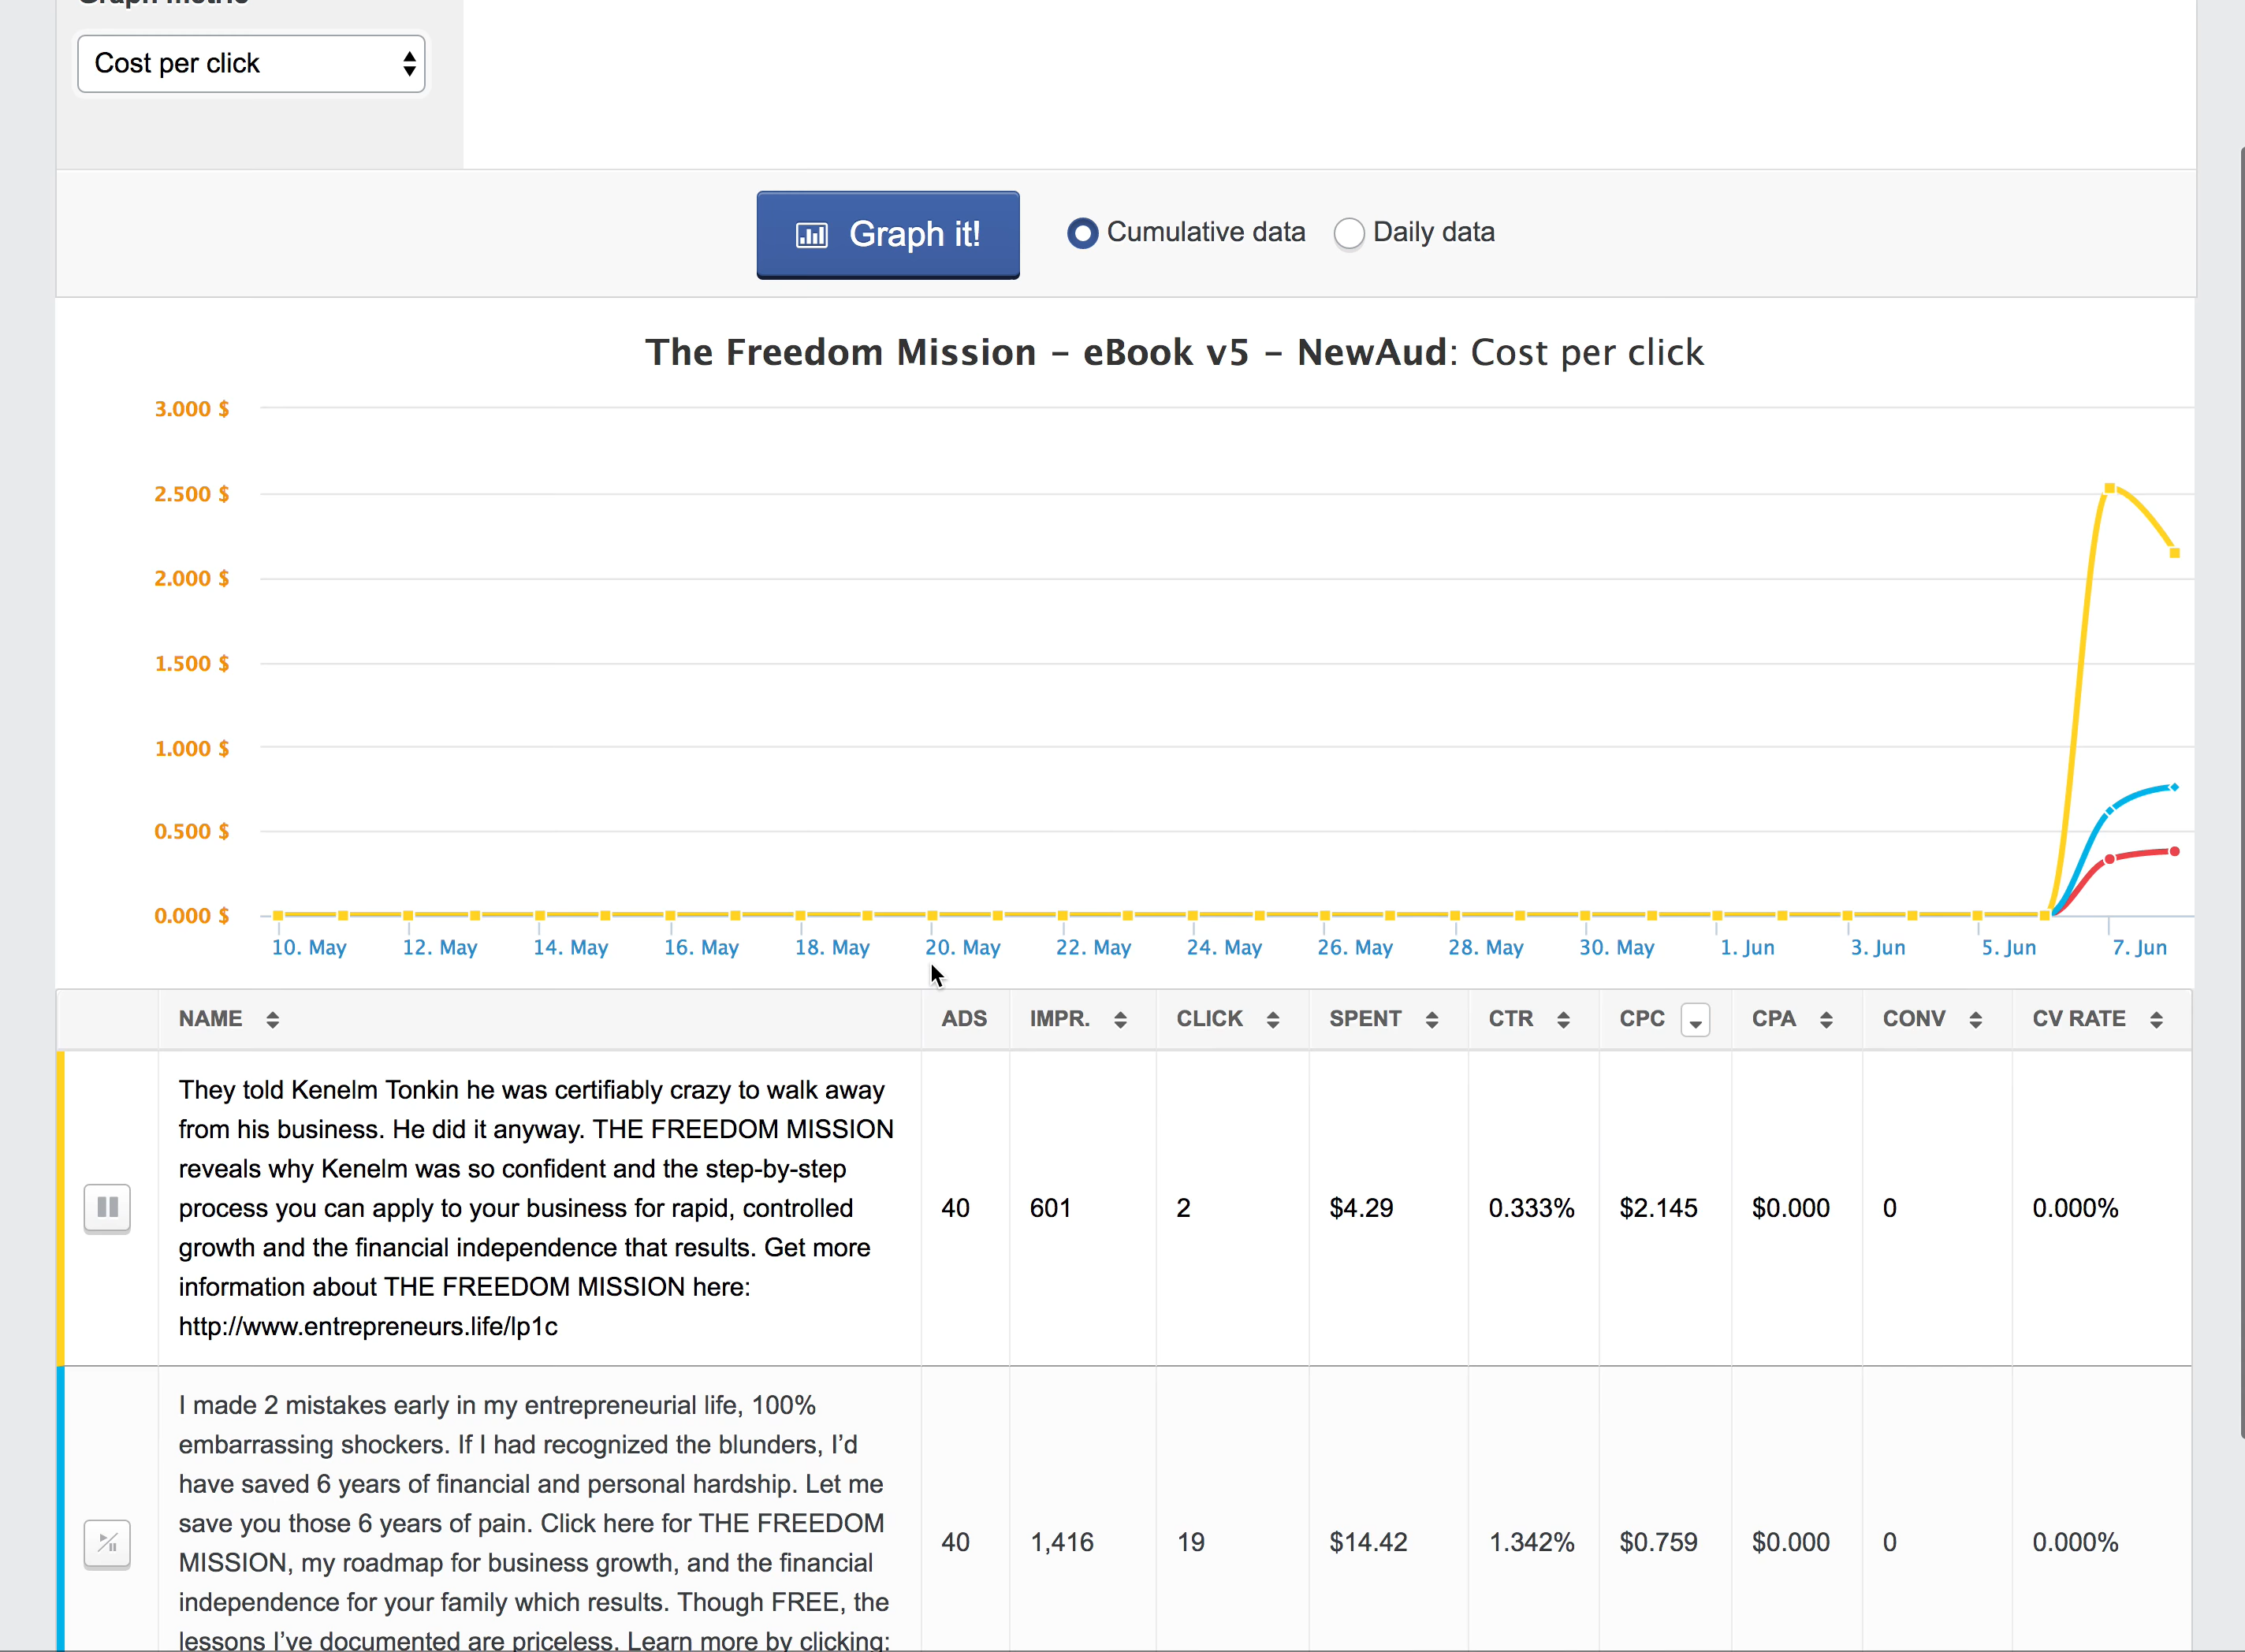 Graph metric
Cost per click
Graph it!
Cumulative data
Daily data
The Freedom Mission – eBook v5 – NewAud: Cost per click
3.000 $
2.500 $
2.000 $
1.500 $
1.000 $
0.500 $
0.000 $
10. May 12. May 14. May 16. May 18. May 20. May 22. May 24. May 26. May 28. May 30. May 1. Jun 3. Jun 5. Jun 7. Jun
NAME ADS IMPR. CLICK SPENT CTR CPC CPA CONV CV RATE
They told Kenelm Tonkin he was certifiably crazy to walk away
from his business. He did it anyway. THE FREEDOM MISSION
reveals why Kenelm was so confident and the step-by-step
process you can apply to your business for rapid, controlled
growth and the financial independence that results. Get more
information about THE FREEDOM MISSION here:
http://www.entrepreneurs.life/lp1c
40 601 2 $4.29 0.333% $2.145 $0.000 0 0.000%
I made 2 mistakes early in my entrepreneurial life, 100%
embarrassing shockers. If I had recognized the blunders, I’d
have saved 6 years of financial and personal hardship. Let me
save you those 6 years of pain. Click here for THE FREEDOM
MISSION, my roadmap for business growth, and the financial
independence for your family which results. Though FREE, the
lessons I’ve documented are priceless. Learn more by clicking:
40 1,416 19 $14.42 1.342% $0.759 $0.000 0 0.000%